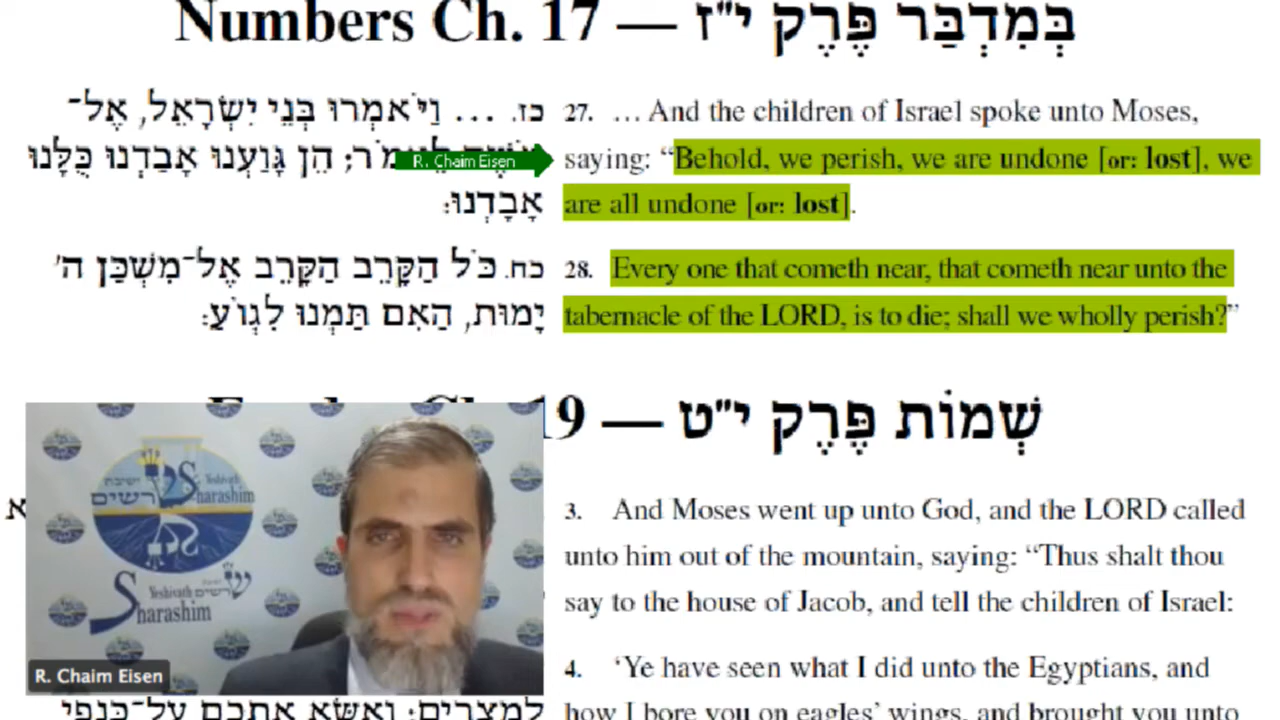 Numbers Ch. 17 — בְּמִדְבַּר פֶּרֶק י"ז
כז. ... וַיֹּאמְרוּ בְּנֵי יִשְׂרָאֵל, אֶל־
הֵן גָּוַעְנוּ אָבַדְנוּ כֻּלָּנוּ
אָבָדְנוּ:
27. ... And the children of Israel spoke unto Moses,
R. Chaim Eisen
saying: “Behold, we perish, we are undone [or: lost], we
are all undone [or: lost].
כח. כֹּל הַקָּרֵב הַקָּרֵב אֶל־מִשְׁכַּן ה'
יָמוּת, הַאִם תַּמְנוּ לִגְוֹעַ:
28. Every one that cometh near, that cometh near unto the
tabernacle of the LORD, is to die; shall we wholly perish?”
19 — שְׁמוֹת פֶּרֶק י"ט
3. And Moses went up unto God, and the LORD called
unto him out of the mountain, saying: “Thus shalt thou
say to the house of Jacob, and tell the children of Israel:
4. ‘Ye have seen what I did unto the Egyptians, and
how I bore you on eagles’ wings, and brought you unto
לְמִצְרָיִם; וָאֶשָּׂא אֶתְכֶם עַל־כַּנְפֵי
ישיבת
שרשים
Yeshivath
Sharashim
Yeshivath
שרשים
Sharashim
R. Chaim Eisen